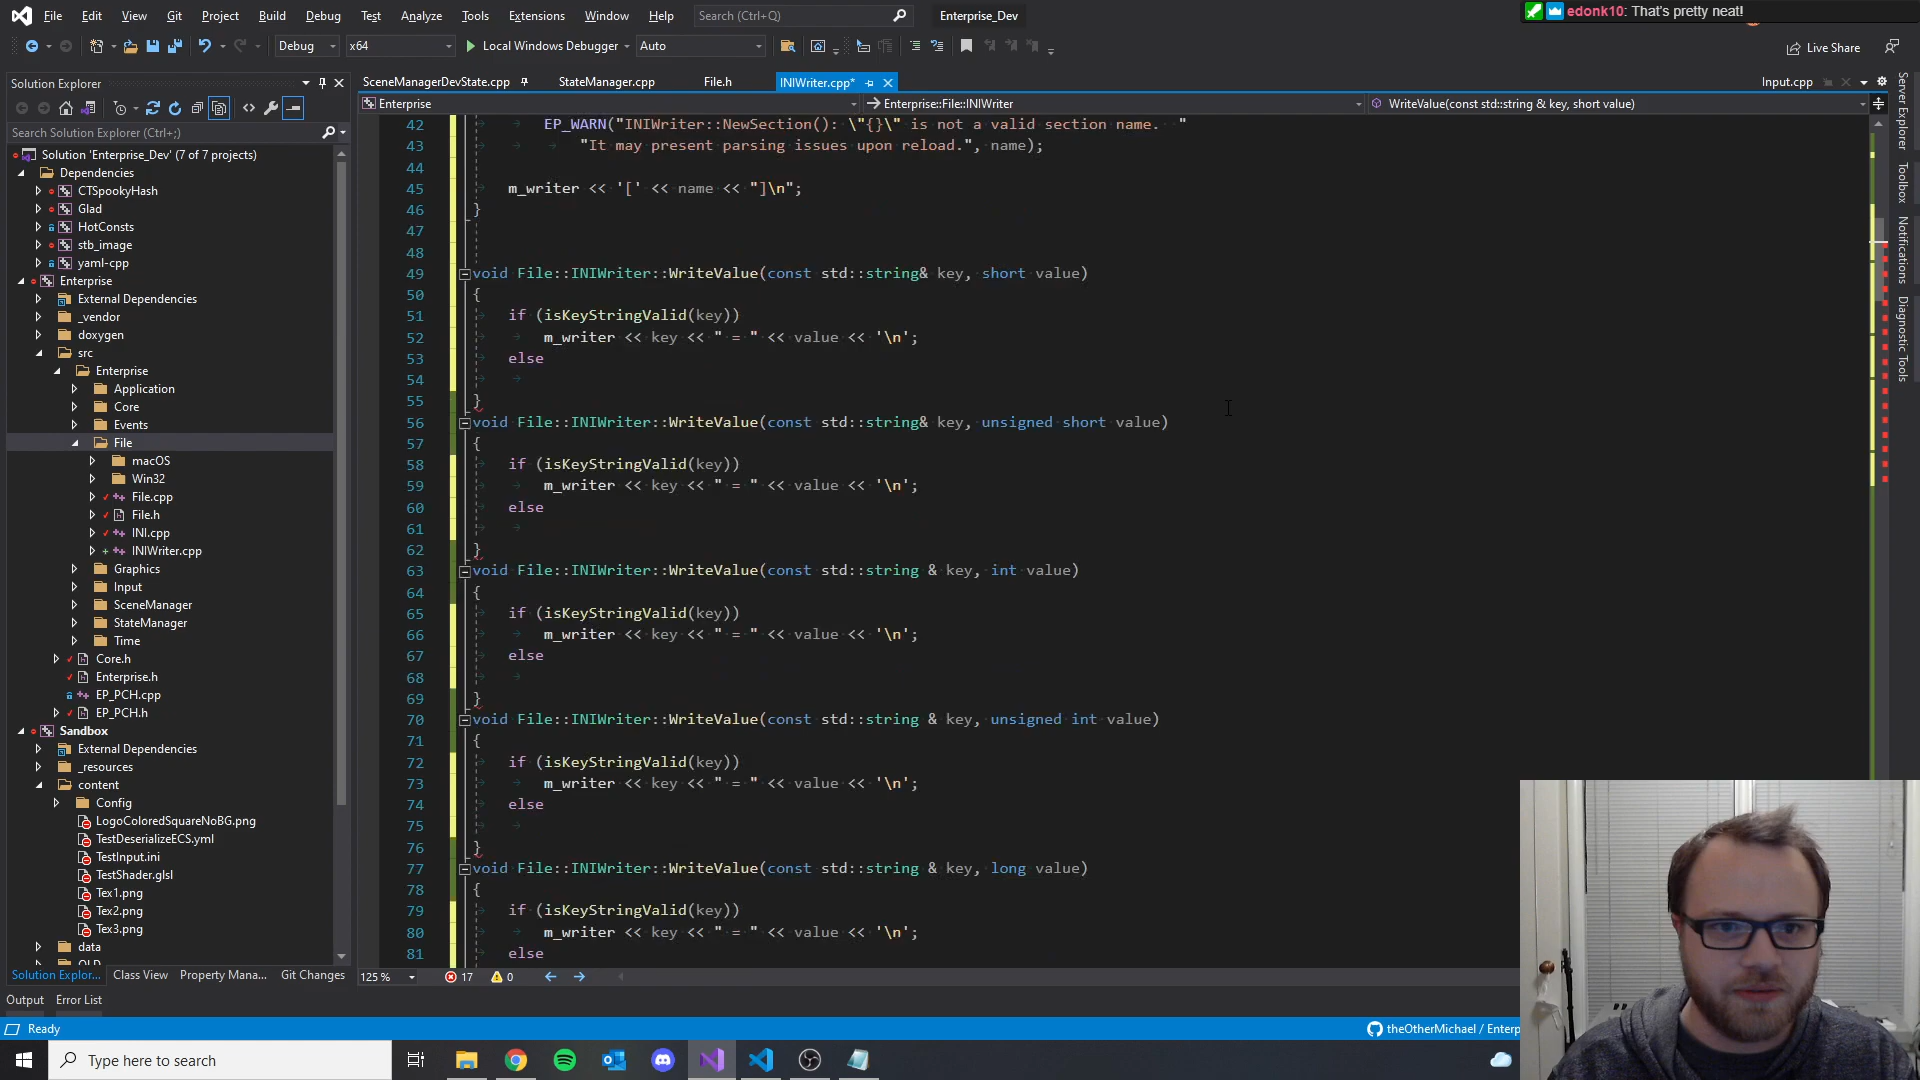 File Edit View Git Project Build Debug Test Analyze Tools Extensions Window Help Search (Ctrl+Q) Enterprise_Dev
edonk10: That's pretty neat!
Debug x64 Local Windows Debugger Auto Live Share
Solution Explorer
SceneManagerDevState.cpp StateManager.cpp File.h INIWriter.cpp* Input.cpp
Enterprise Enterprise::File::INIWriter WriteValue(const std::string & key, short value)
Search Solution Explorer (Ctrl+;)
Solution 'Enterprise_Dev' (7 of 7 projects)
Dependencies
CTSpookyHash
Glad
HotConsts
stb_image
yaml-cpp
Enterprise
External Dependencies
_vendor
doxygen
src
Enterprise
Application
Core
Events
File
macOS
Win32
File.cpp
File.h
INI.cpp
INIWriter.cpp
Graphics
Input
SceneManager
StateManager
Time
Core.h
Enterprise.h
EP_PCH.cpp
EP_PCH.h
Sandbox
External Dependencies
_resources
content
Config
LogoColoredSquareNoBG.png
TestDeserializeECS.yml
TestInput.ini
TestShader.glsl
Tex1.png
Tex2.png
Tex3.png
data
Solution Explor... Class View Property Mana... Git Changes
42 EP_WARN("INIWriter::NewSection(): \"{}\" is not a valid section name.  "
43 "It may present parsing issues upon reload.", name);
44
45 m_writer << '[' << name << "]\n";
46 }
47
48
49 void File::INIWriter::WriteValue(const std::string& key, short value)
50 {
51 if (isKeyStringValid(key))
52 m_writer << key << " = " << value << '\n';
53 else
54
55 }
56 void File::INIWriter::WriteValue(const std::string& key, unsigned short value)
57 {
58 if (isKeyStringValid(key))
59 m_writer << key << " = " << value << '\n';
60 else
61
62 }
63 void File::INIWriter::WriteValue(const std::string & key, int value)
64 {
65 if (isKeyStringValid(key))
66 m_writer << key << " = " << value << '\n';
67 else
68
69 }
70 void File::INIWriter::WriteValue(const std::string & key, unsigned int value)
71 {
72 if (isKeyStringValid(key))
73 m_writer << key << " = " << value << '\n';
74 else
75
76 }
77 void File::INIWriter::WriteValue(const std::string & key, long value)
78 {
79 if (isKeyStringValid(key))
80 m_writer << key << " = " << value << '\n';
81 else
125 % 17 0
Server Explorer
Toolbox
Notifications
Diagnostic Tools
Output Error List
Ready theOtherMichael / Enterp
Type here to search